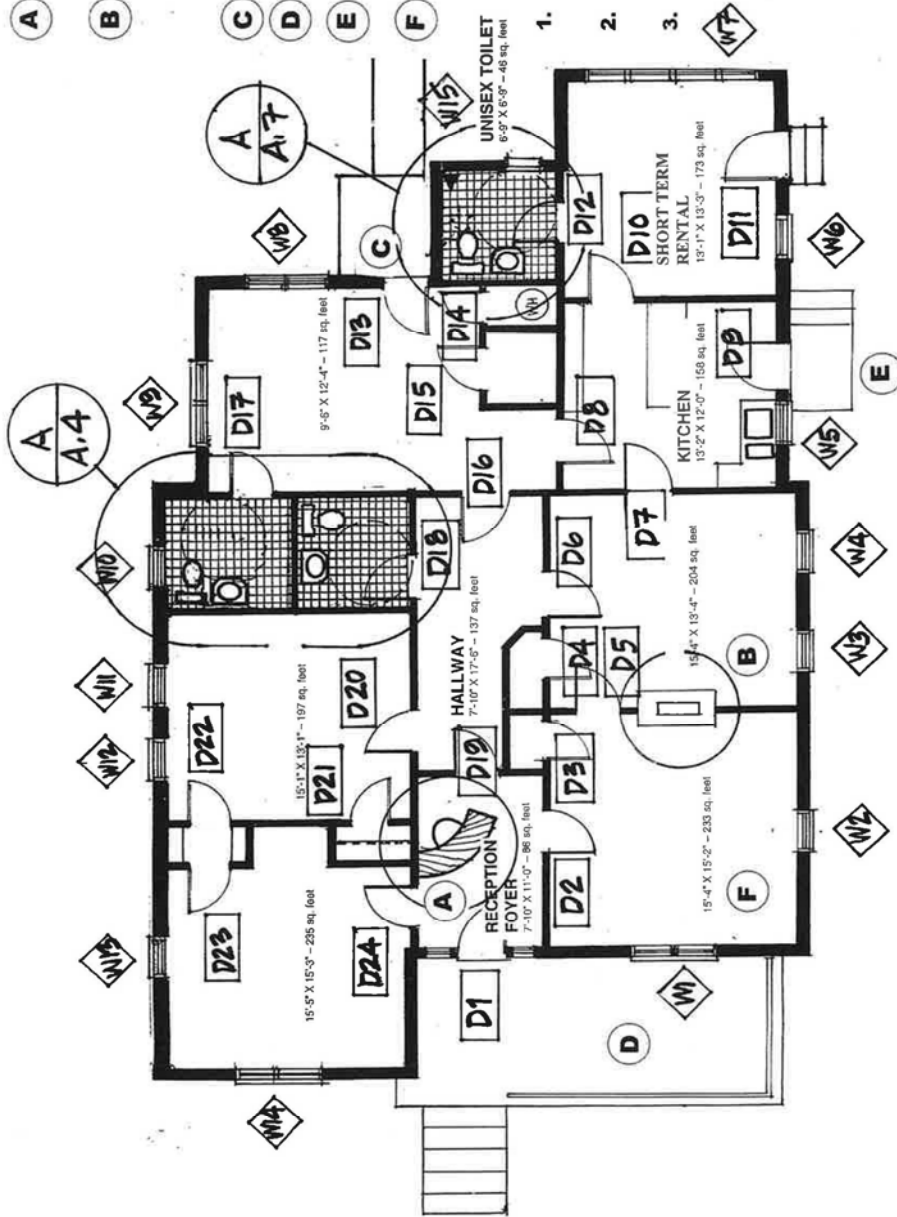 A
B
C
D
E
F
1.
2.
3.
A
A.7
A
A.4
W15
W7
UNISEX TOILET
6'-9" X 6'-9" – 46 sq. feet
W8
W9
C
D12
D10
SHORT TERM
RENTAL
13'-1" X 13'-3" – 173 sq. feet
D11
W6
D13
D14
WH
D17
9'-6" X 12'-4" – 117 sq. feet
D15
D16
D8
KITCHEN
13'-2" X 12'-0" – 158 sq. feet
D9
E
W5
W10
D18
HALLWAY
7'-10" X 17'-6" – 137 sq. feet
D6
D7
D4
D5
15'-4" X 13'-4" – 204 sq. feet
B
W4
W3
W11
W12
D22
15'-1" X 13'-1" – 197 sq. feet
D20
D21
D19
D3
A
RECEPTION
FOYER
7'-10" X 11'-0" – 86 sq. feet
D2
15'-4" X 15'-2" – 233 sq. feet
F
W2
W13
D23
15'-5" X 15'-3" – 235 sq. feet
D24
D1
W1
D
W14